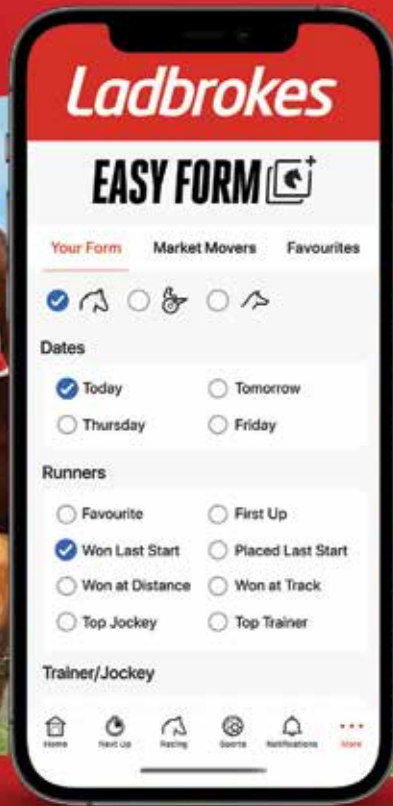 Ladbrokes
EASY FORM
Your Form Market Movers Favourites
Dates
Today Tomorrow
Thursday Friday
Runners
Favourite First Up
Won Last Start Placed Last Start
Won at Distance Won at Track
Top Jockey Top Trainer
Trainer/Jockey
Home Next Up Racing Sports Notifications More